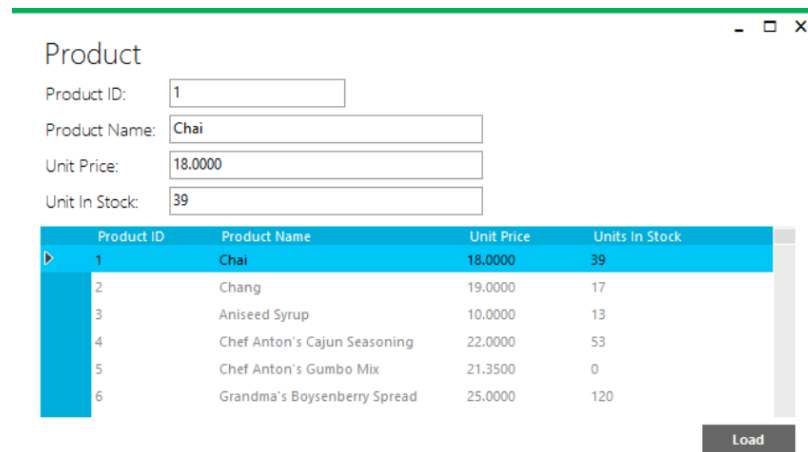 Product
Product ID: 1
Product Name: Chai
Unit Price: 18.0000
Unit In Stock: 39
Product ID Product Name Unit Price Units In Stock
1 Chai 18.0000 39
2 Chang 19.0000 17
3 Aniseed Syrup 10.0000 13
4 Chef Anton's Cajun Seasoning 22.0000 53
5 Chef Anton's Gumbo Mix 21.3500 0
6 Grandma's Boysenberry Spread 25.0000 120
Load